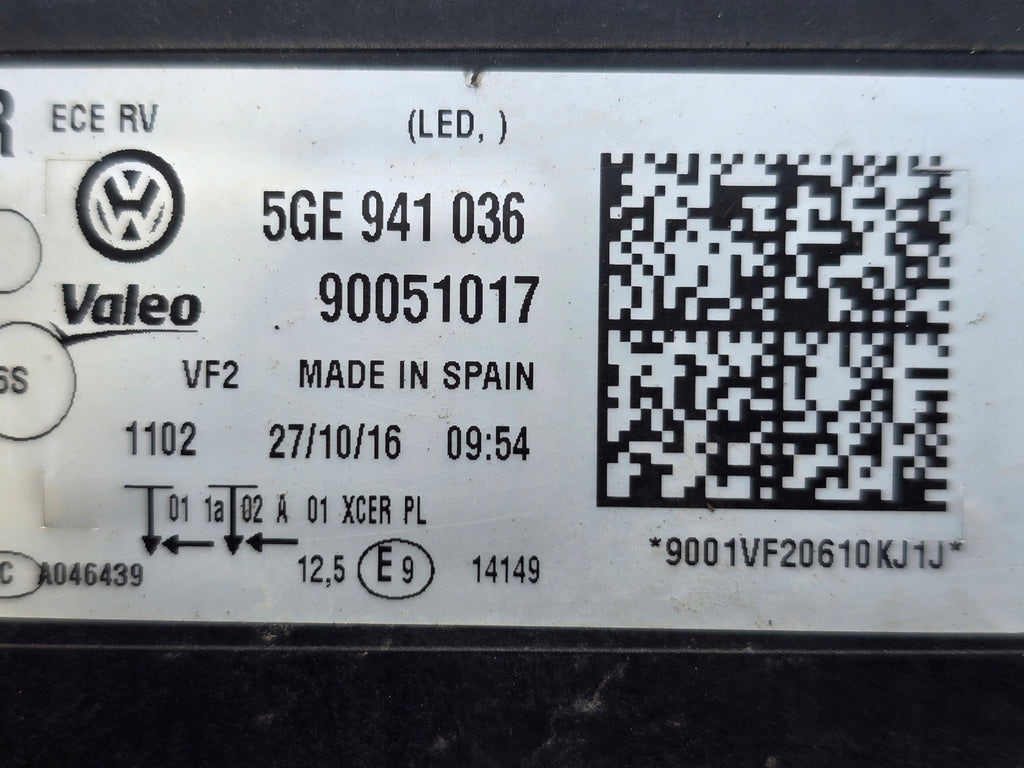 R ECE RV (LED, )
5GE 941 036
Valeo 90051017
6S VF2 MADE IN SPAIN
1102 27/10/16 09:54
01 1a 02 A 01 XCER PL
*9001VF20610KJ1J*
C A046439 12,5 E9 14149